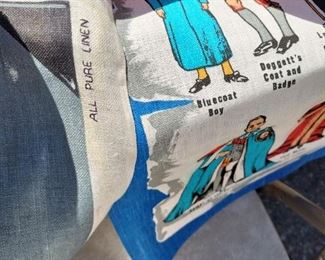 ALL PURE LINEN
Bluecoat
Boy
Doggett's
Coat and
Badge